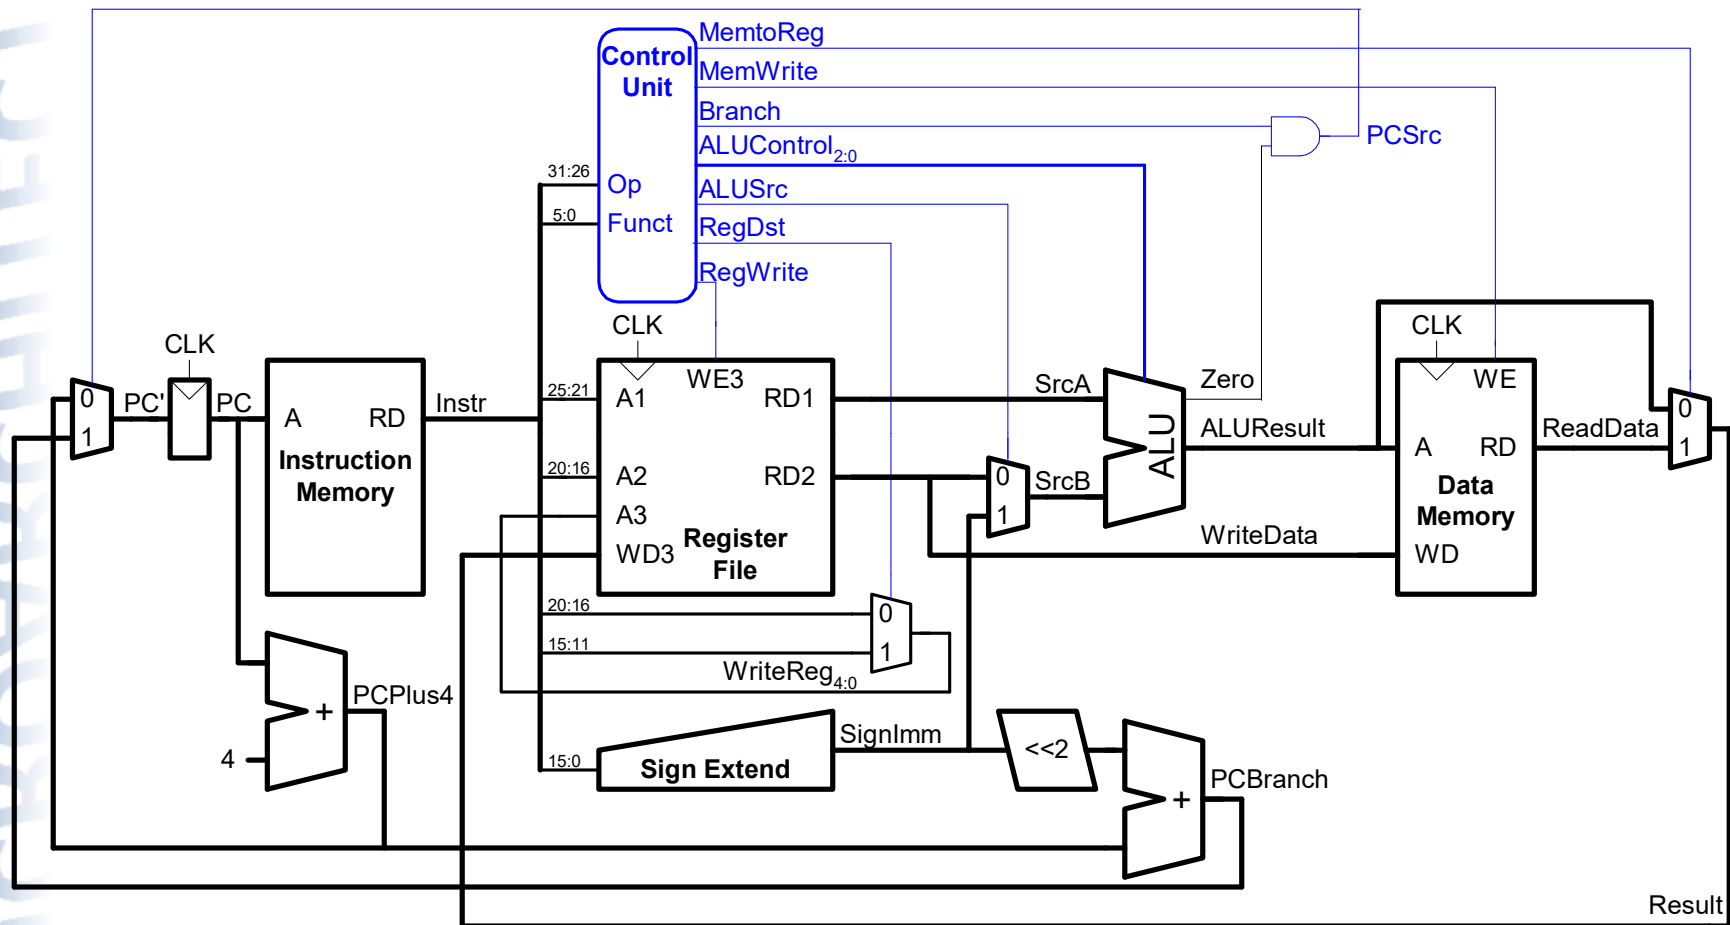 MemtoReg
Control
Unit
MemWrite
Branch
ALUControl2:0
PCSrc
31:26
Op
ALUSrc
5:0
Funct
RegDst
RegWrite
CLK
CLK
CLK
0
1
PC'
PC
A
RD
Instruction
Memory
Instr
25:21
A1
WE3
RD1
SrcA
Zero
WE
0
1
20:16
A2
RD2
0
1
SrcB
ALU
ALUResult
A
RD
ReadData
Data
Memory
A3
WD3
Register
File
WriteData
WD
20:16
0
15:11
1
WriteReg4:0
PCPlus4
+
4
15:0
Sign Extend
SignImm
<<2
+
PCBranch
Result